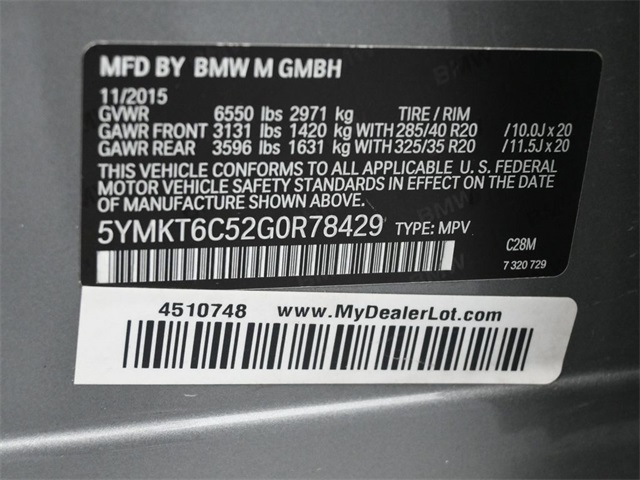 MFD BY BMW M GMBH
11/2015
GVWR 6550 lbs 2971 kg TIRE / RIM
GAWR FRONT 3131 lbs 1420 kg WITH 285/40 R20 /10.0J x 20
GAWR REAR 3596 lbs 1631 kg WITH 325/35 R20 /11.5J x 20
THIS VEHICLE CONFORMS TO ALL APPLICABLE U. S. FEDERAL
MOTOR VEHICLE SAFETY STANDARDS IN EFFECT ON THE DATE
OF MANUFACTURE SHOWN ABOVE.
5YMKT6C52G0R78429 TYPE: MPV
C28M
7 320 729
4510748 www.MyDealerLot.com